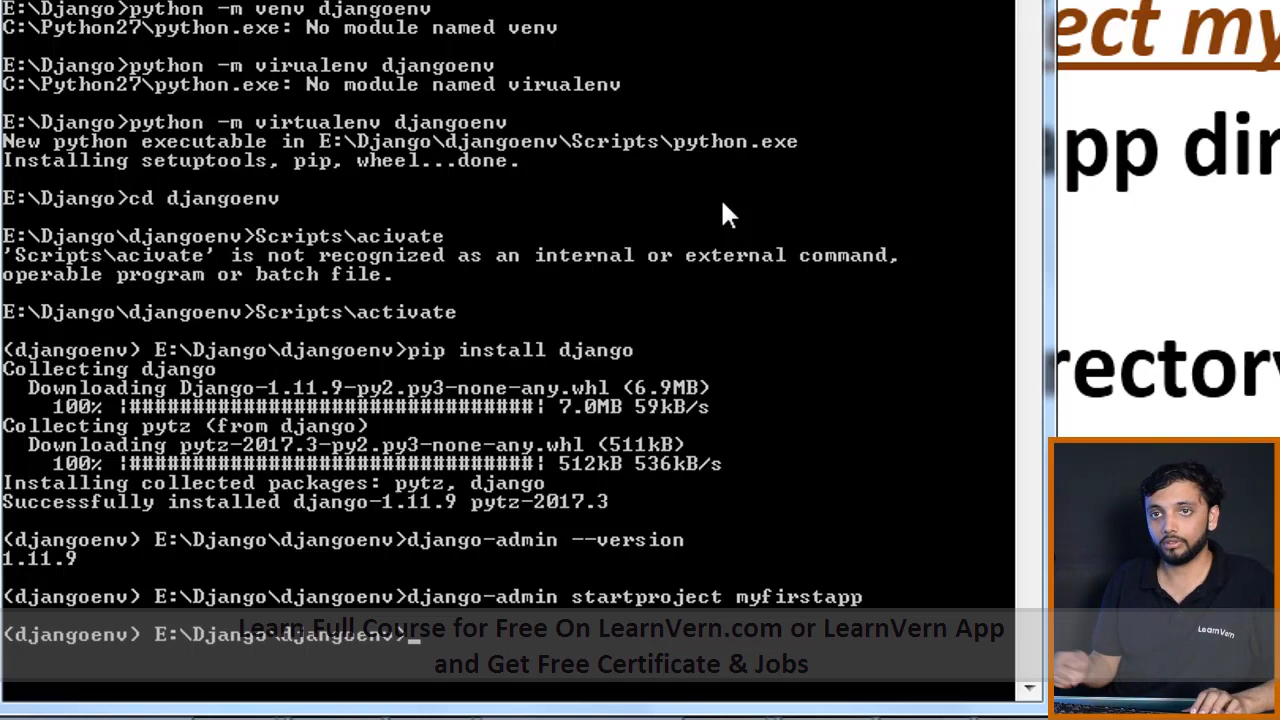 E:\Django>python -m venv djangoenv
C:\Python27\python.exe: No module named venv
E:\Django>python -m virualenv djangoenv
C:\Python27\python.exe: No module named virualenv
E:\Django>python -m virtualenv djangoenv
New python executable in E:\Django\djangoenv\Scripts\python.exe
Installing setuptools, pip, wheel...done.
E:\Django>cd djangoenv
E:\Django\djangoenv>Scripts\acivate
'Scripts\acivate' is not recognized as an internal or external command,
operable program or batch file.
E:\Django\djangoenv>Scripts\activate
(djangoenv) E:\Django\djangoenv>pip install django
Collecting django
Downloading Django-1.11.9-py2.py3-none-any.whl (6.9MB)
100% |################################| 7.0MB 59kB/s
Collecting pytz (from django)
Downloading pytz-2017.3-py2.py3-none-any.whl (511kB)
100% |################################| 512kB 536kB/s
Installing collected packages: pytz, django
Successfully installed django-1.11.9 pytz-2017.3
(djangoenv) E:\Django\djangoenv>django-admin --version
1.11.9
(djangoenv) E:\Django\djangoenv>django-admin startproject myfirstapp
(djangoenv) E:\Django\djangoenv>
ect my
pp dir
rectory
LearnVern
Learn Full Course for Free On LearnVern.com or LearnVern App
and Get Free Certificate & Jobs